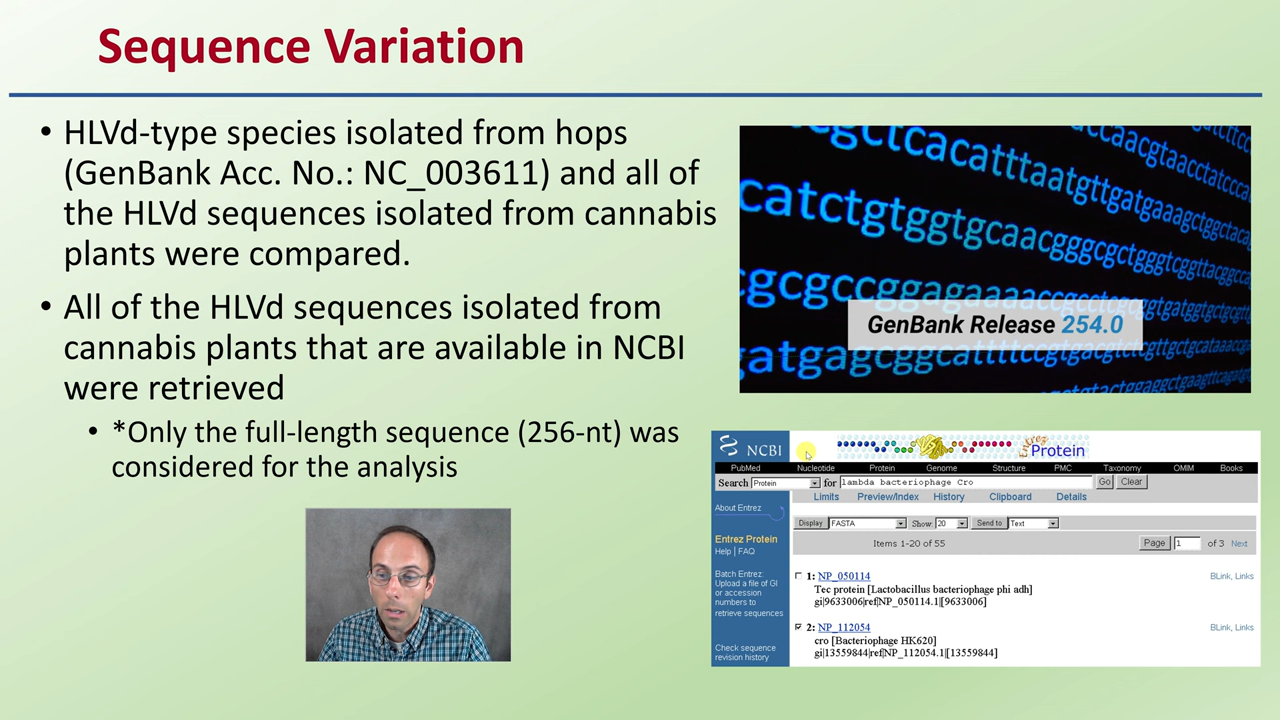 Sequence Variation
• HLVd-type species isolated from hops
(GenBank Acc. No.: NC_003611) and all of
the HLVd sequences isolated from cannabis
plants were compared.
• All of the HLVd sequences isolated from
cannabis plants that are available in NCBI
were retrieved
• *Only the full-length sequence (256-nt) was
considered for the analysis
catctgtggtgcaacgggcgctgggtcggttacggcca
GenBank Release 254.0
NCBI
Entrez
Protein
PubMed Nucleotide Protein Genome Structure PMC Taxonomy OMIM Books
Search Protein for lambda bacteriophage Cro Go Clear
Limits Preview/Index History Clipboard Details
About Entrez
Display FASTA Show: 20 Send to Text
Entrez Protein
Help | FAQ
Items 1-20 of 55 Page 1 of 3 Next
Batch Entrez:
Upload a file of GI
or accession
numbers to
retrieve sequences
1: NP_050114 BLink, Links
Tec protein [Lactobacillus bacteriophage phi adh]
gi|9633006|ref|NP_050114.1|[9633006]
2: NP_112054 BLink, Links
cro [Bacteriophage HK620]
gi|13559844|ref|NP_112054.1|[13559844]
Check sequence
revision history